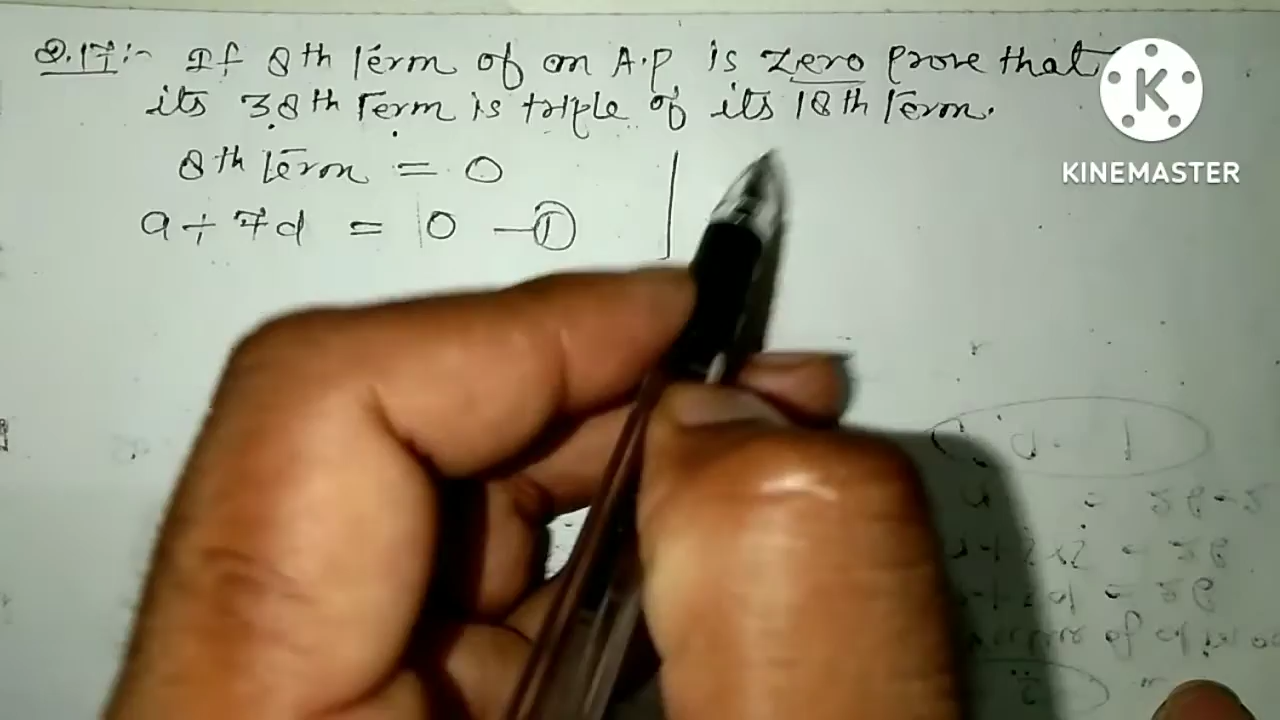 Q.17:- If 8th term of an A.P is zero prove that
its 38th term is triple of its 18th term.
8th term = 0
a + 7d = 0 - ①
K
KINEMASTER